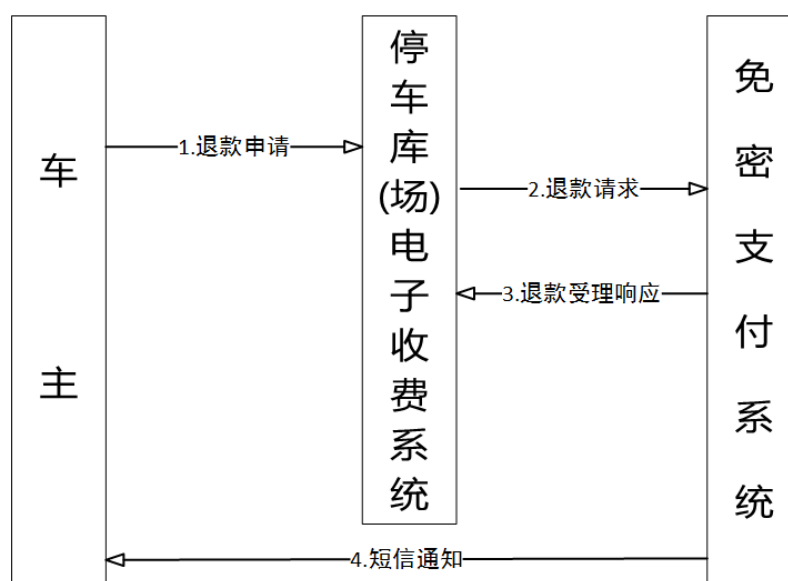 车主
停车库(场)电子收费系统
免密支付系统
1.退款申请
2.退款请求
3.退款受理响应
4.短信通知